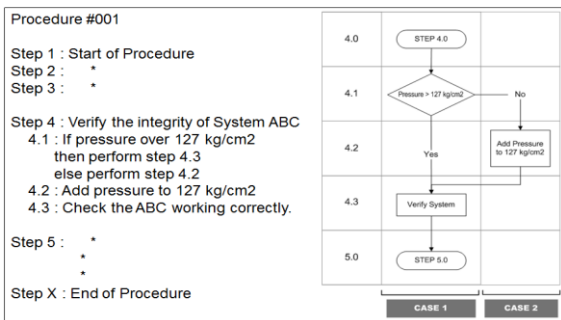 Procedure #001
Step 1 : Start of Procedure
Step 2 : *
Step 3 : *
Step 4 : Verify the integrity of System ABC
4.1 : If pressure over 127 kg/cm2
then perform step 4.3
else perform step 4.2
4.2 : Add pressure to 127 kg/cm2
4.3 : Check the ABC working correctly.
Step 5 : *
*
*
Step X : End of Procedure
4.0
STEP 4.0
4.1
Pressure > 127 kg/cm2
No
4.2
Yes
Add Pressure
to 127 kg/cm2
4.3
Verify System
5.0
STEP 5.0
CASE 1
CASE 2